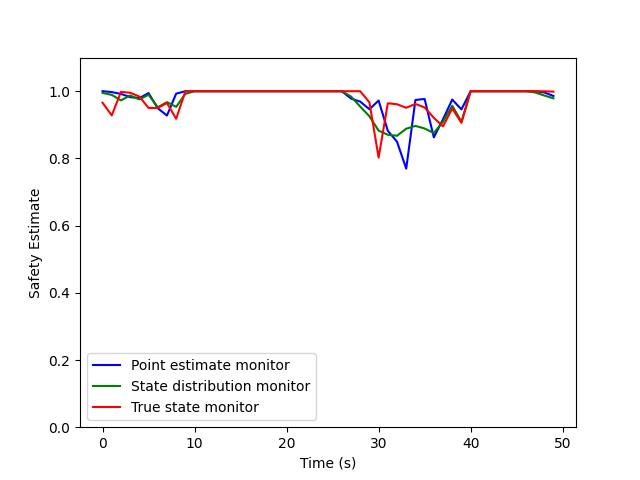 1.0
0.8
0.6
0.4
0.2
0.0
Safety Estimate
Point estimate monitor
State distribution monitor
True state monitor
0 10 20 30 40 50
Time (s)